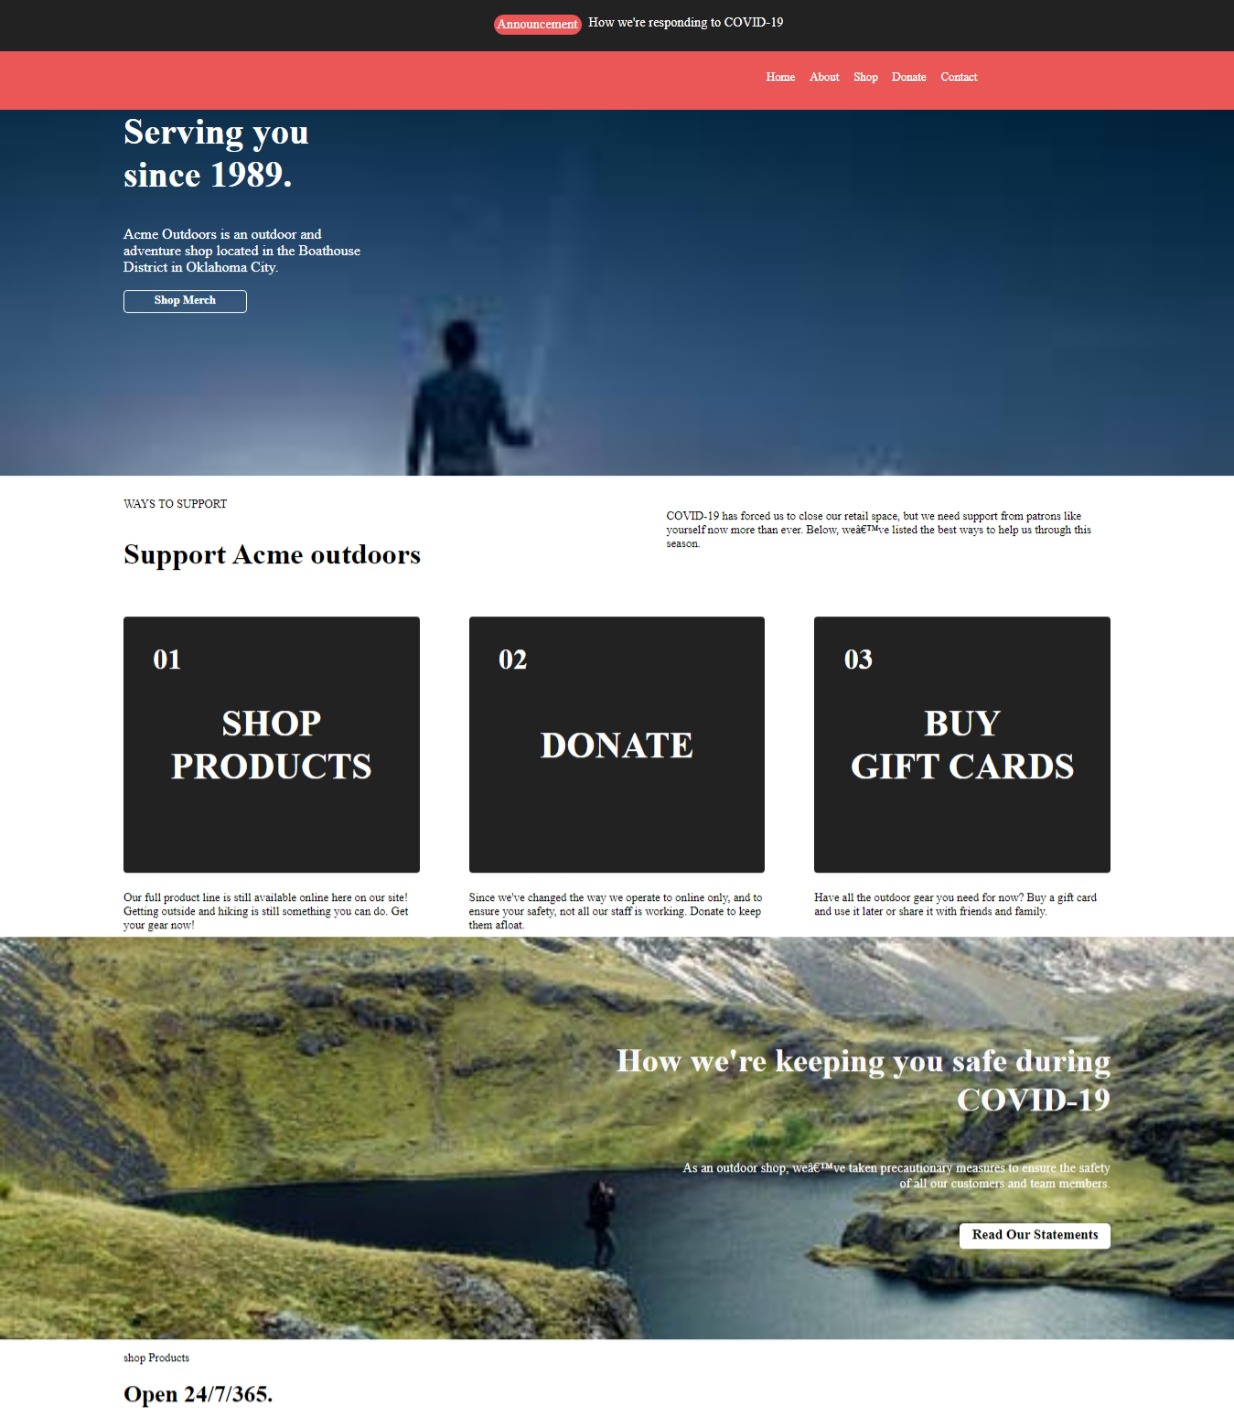 Announcement How we're responding to COVID-19
Home About Shop Donate Contact
Serving you
since 1989.
Acme Outdoors is an outdoor and
adventure shop located in the Boathouse
District in Oklahoma City.
Shop Merch
WAYS TO SUPPORT
Support Acme outdoors
COVID-19 has forced us to close our retail space, but we need support from patrons like
yourself now more than ever. Below, weâ€™ve listed the best ways to help us through this
season.
01
SHOP
PRODUCTS
Our full product line is still available online here on our site!
Getting outside and hiking is still something you can do. Get
your gear now!
02
DONATE
Since we've changed the way we operate to online only, and to
ensure your safety, not all our staff is working. Donate to keep
them afloat.
03
BUY
GIFT CARDS
Have all the outdoor gear you need for now? Buy a gift card
and use it later or share it with friends and family.
How we're keeping you safe during
COVID-19
As an outdoor shop, weâ€™ve taken precautionary measures to ensure the safety
of all our customers and team members.
Read Our Statements
shop Products
Open 24/7/365.